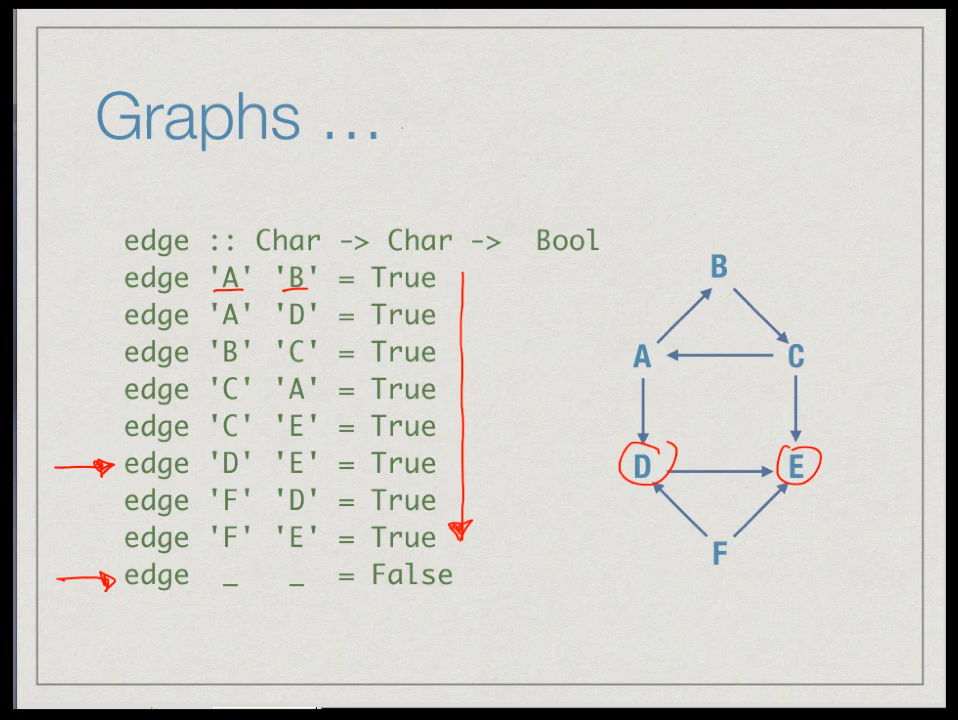 Graphs ...
edge :: Char -> Char ->  Bool
edge 'A' 'B' = True
edge 'A' 'D' = True
edge 'B' 'C' = True
edge 'C' 'A' = True
edge 'C' 'E' = True
edge 'D' 'E' = True
edge 'F' 'D' = True
edge 'F' 'E' = True
edge  _   _  = False
B
A C
D E
F